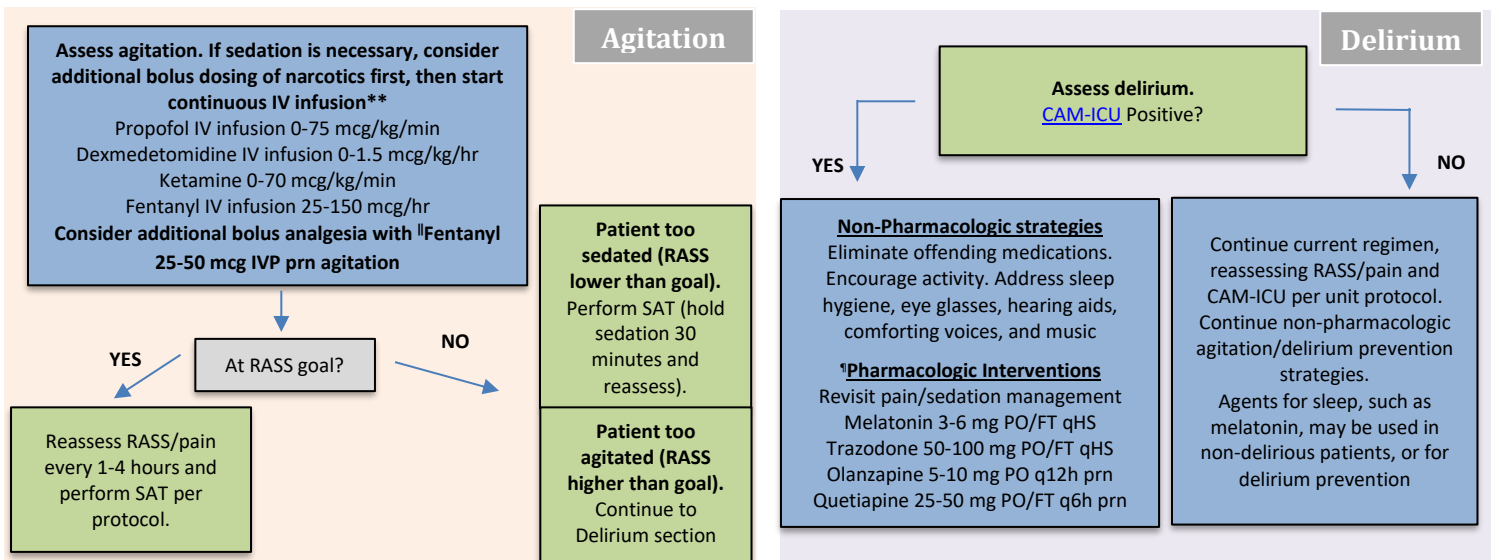 Agitation
Assess agitation. If sedation is necessary, consider
additional bolus dosing of narcotics first, then start
continuous IV infusion**
Propofol IV infusion 0-75 mcg/kg/min
Dexmedetomidine IV infusion 0-1.5 mcg/kg/hr
Ketamine 0-70 mcg/kg/min
Fentanyl IV infusion 25-150 mcg/hr
Consider additional bolus analgesia with ‖Fentanyl
25-50 mcg IVP prn agitation
At RASS goal?
YES
NO
Reassess RASS/pain
every 1-4 hours and
perform SAT per
protocol.
Patient too
sedated (RASS
lower than goal).
Perform SAT (hold
sedation 30
minutes and
reassess).
Patient too
agitated (RASS
higher than goal).
Continue to
Delirium section
Delirium
Assess delirium.
CAM-ICU Positive?
YES
NO
Non-Pharmacologic strategies
Eliminate offending medications.
Encourage activity. Address sleep
hygiene, eye glasses, hearing aids,
comforting voices, and music
¶Pharmacologic Interventions
Revisit pain/sedation management
Melatonin 3-6 mg PO/FT qHS
Trazodone 50-100 mg PO/FT qHS
Olanzapine 5-10 mg PO q12h prn
Quetiapine 25-50 mg PO/FT q6h prn
Continue current regimen,
reassessing RASS/pain and
CAM-ICU per unit protocol.
Continue non-pharmacologic
agitation/delirium prevention
strategies.
Agents for sleep, such as
melatonin, may be used in
non-delirious patients, or for
delirium prevention